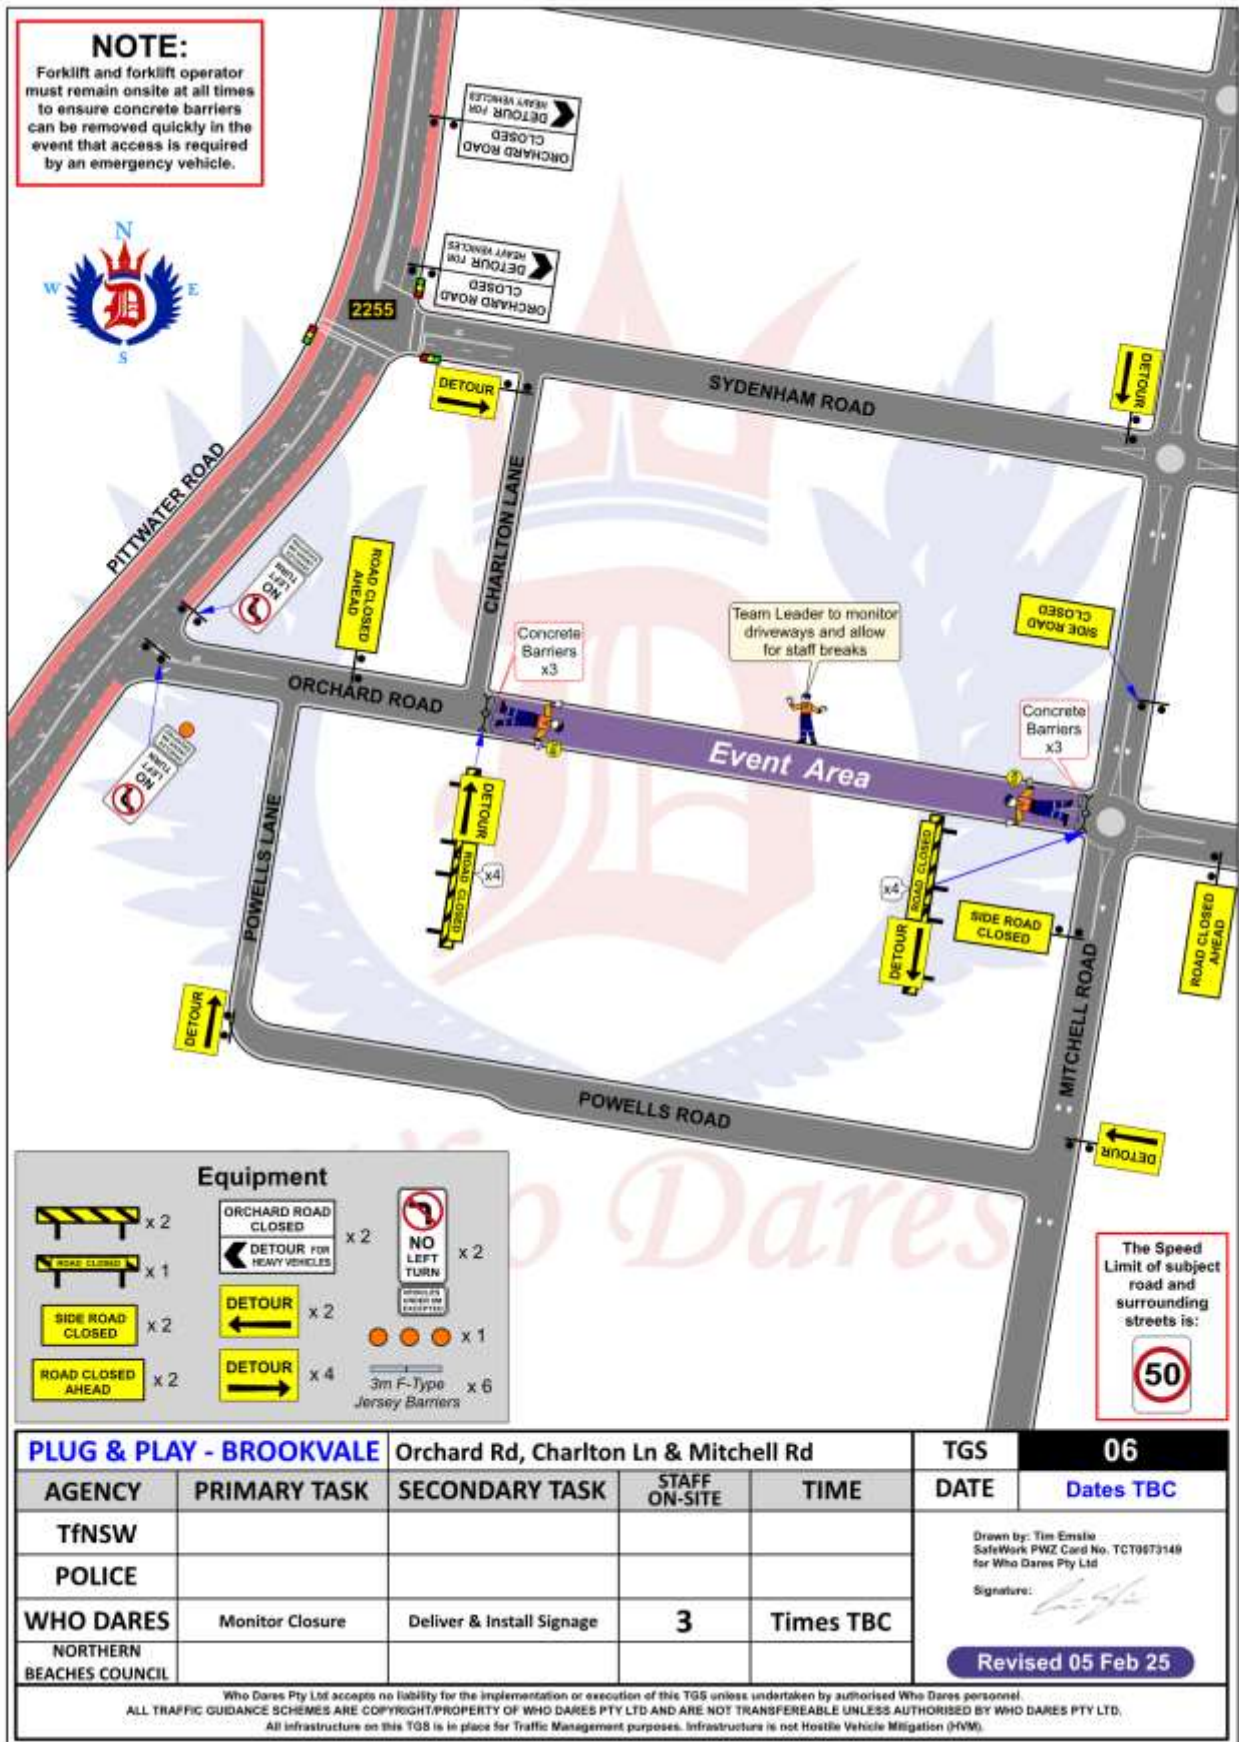 NOTE:
Forklift and forklift operator
must remain onsite at all times
to ensure concrete barriers
can be removed quickly in the
event that access is required
by an emergency vehicle.
N
W
E
S
D
ORCHARD ROAD
CLOSED
DETOUR FOR
HEAVY VEHICLES
ORCHARD ROAD
CLOSED
DETOUR FOR
HEAVY VEHICLES
2255
DETOUR
SYDENHAM ROAD
DETOUR
PITTWATER ROAD
CHARLTON LANE
NO
LEFT
TURN
ROAD CLOSED
AHEAD
Team Leader to monitor
driveways and allow
for staff breaks
SIDE ROAD
CLOSED
Concrete
Barriers
x3
ORCHARD ROAD
Concrete
Barriers
x3
Event Area
NO
LEFT
TURN
DETOUR
ROAD CLOSED
x4
POWELLS LANE
ROAD CLOSED
x4
DETOUR
SIDE ROAD
CLOSED
ROAD CLOSED
AHEAD
MITCHELL ROAD
DETOUR
POWELLS ROAD
DETOUR
Who Dares
Equipment
x 2
ROAD CLOSED
x 1
SIDE ROAD
CLOSED
x 2
ROAD CLOSED
AHEAD
x 2
ORCHARD ROAD
CLOSED
DETOUR FOR
HEAVY VEHICLES
x 2
DETOUR
x 2
DETOUR
x 4
NO
LEFT
TURN
VEHICLES
UNDER 9M
EXCEPTED
x 2
x 1
3m F-Type
Jersey Barriers
x 6
The Speed
Limit of subject
road and
surrounding
streets is:
50
PLUG & PLAY - BROOKVALE Orchard Rd, Charlton Ln & Mitchell Rd TGS 06
AGENCY PRIMARY TASK SECONDARY TASK STAFF ON-SITE TIME DATE Dates TBC
TfNSW
POLICE
WHO DARES Monitor Closure Deliver & Install Signage 3 Times TBC
NORTHERN
BEACHES COUNCIL
Drawn by: Tim Emslie
SafeWork PWZ Card No. TCT0073149
for Who Dares Pty Ltd
Signature:
Revised 05 Feb 25
Who Dares Pty Ltd accepts no liability for the implementation or execution of this TGS unless undertaken by authorised Who Dares personnel.
ALL TRAFFIC GUIDANCE SCHEMES ARE COPYRIGHT/PROPERTY OF WHO DARES PTY LTD AND ARE NOT TRANSFEREABLE UNLESS AUTHORISED BY WHO DARES PTY LTD.
All infrastructure on this TGS is in place for Traffic Management purposes. Infrastructure is not Hostile Vehicle Mitigation (HVM).